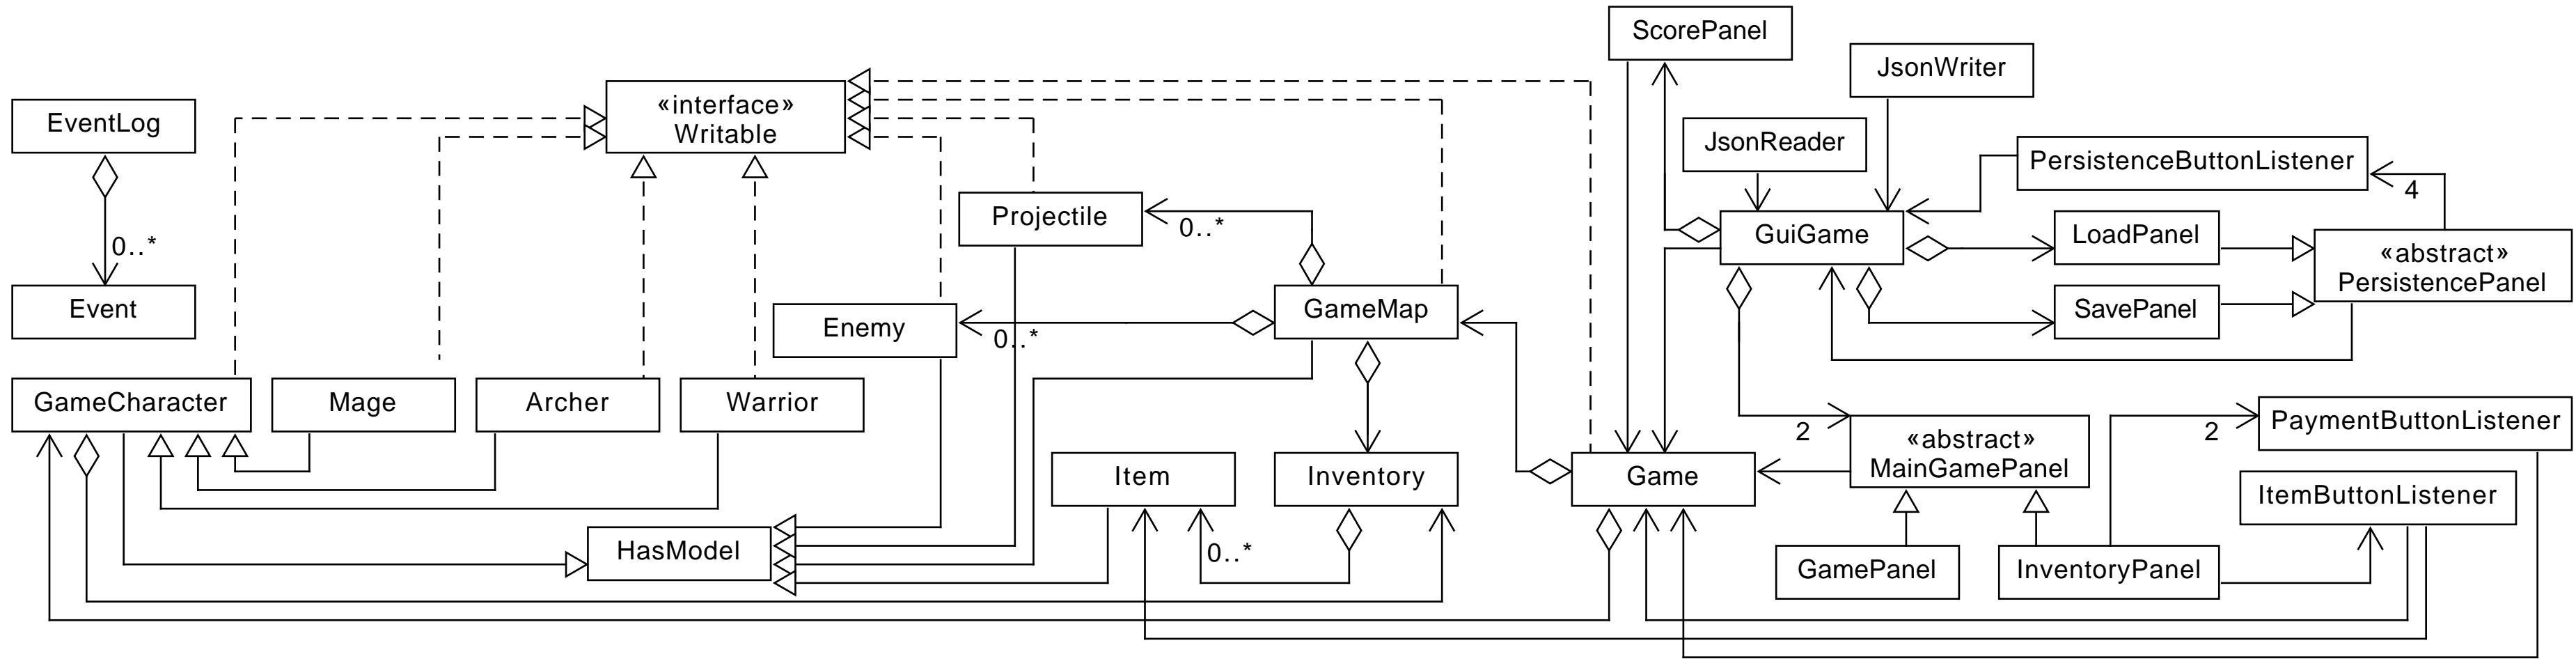 ScorePanel
JsonWriter
EventLog
«interface»
Writable
JsonReader
PersistenceButtonListener
4
Projectile
0..*
0..*
GuiGame
LoadPanel
«abstract»
PersistencePanel
Event
Enemy
0..*
GameMap
SavePanel
GameCharacter
Mage
Archer
Warrior
2
2
PaymentButtonListener
«abstract»
MainGamePanel
Item
Inventory
Game
ItemButtonListener
HasModel
0..*
GamePanel
InventoryPanel